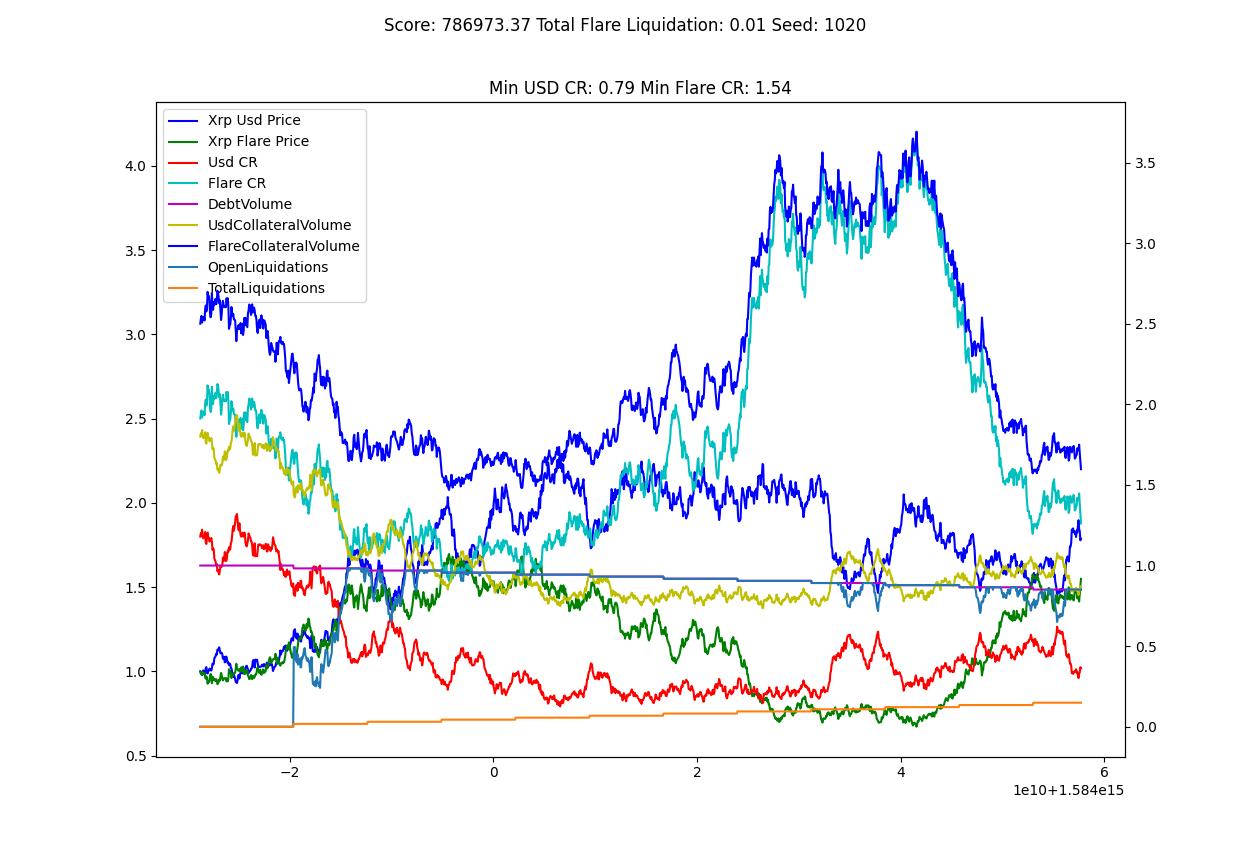 Score: 786973.37 Total Flare Liquidation: 0.01 Seed: 1020
Min USD CR: 0.79 Min Flare CR: 1.54
Xrp Usd Price
Xrp Flare Price
Usd CR
Flare CR
DebtVolume
UsdCollateralVolume
FlareCollateralVolume
OpenLiquidations
TotalLiquidations
4.0
3.5
3.0
2.5
2.0
1.5
1.0
0.5
3.5
3.0
2.5
2.0
1.5
1.0
0.5
0.0
−2
0
2
4
6
1e10+1.584e15